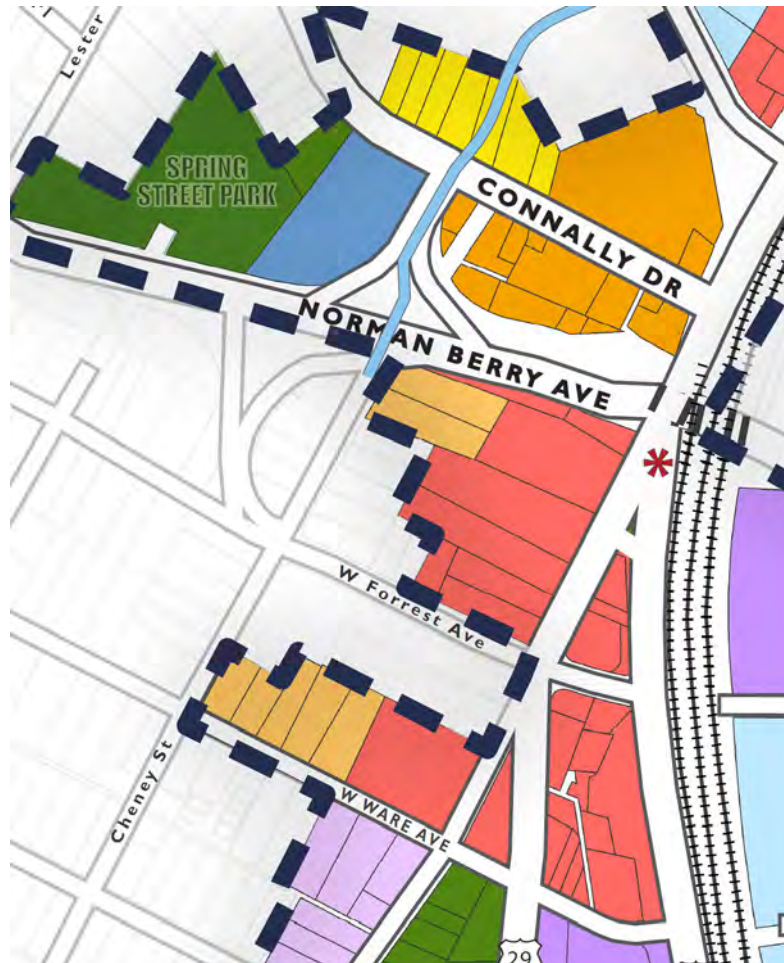 Lester
SPRING
STREET PARK
CONNALLY DR
NORMAN BERRY AVE
W Forrest Ave
Cheney St
W WARE AVE
29